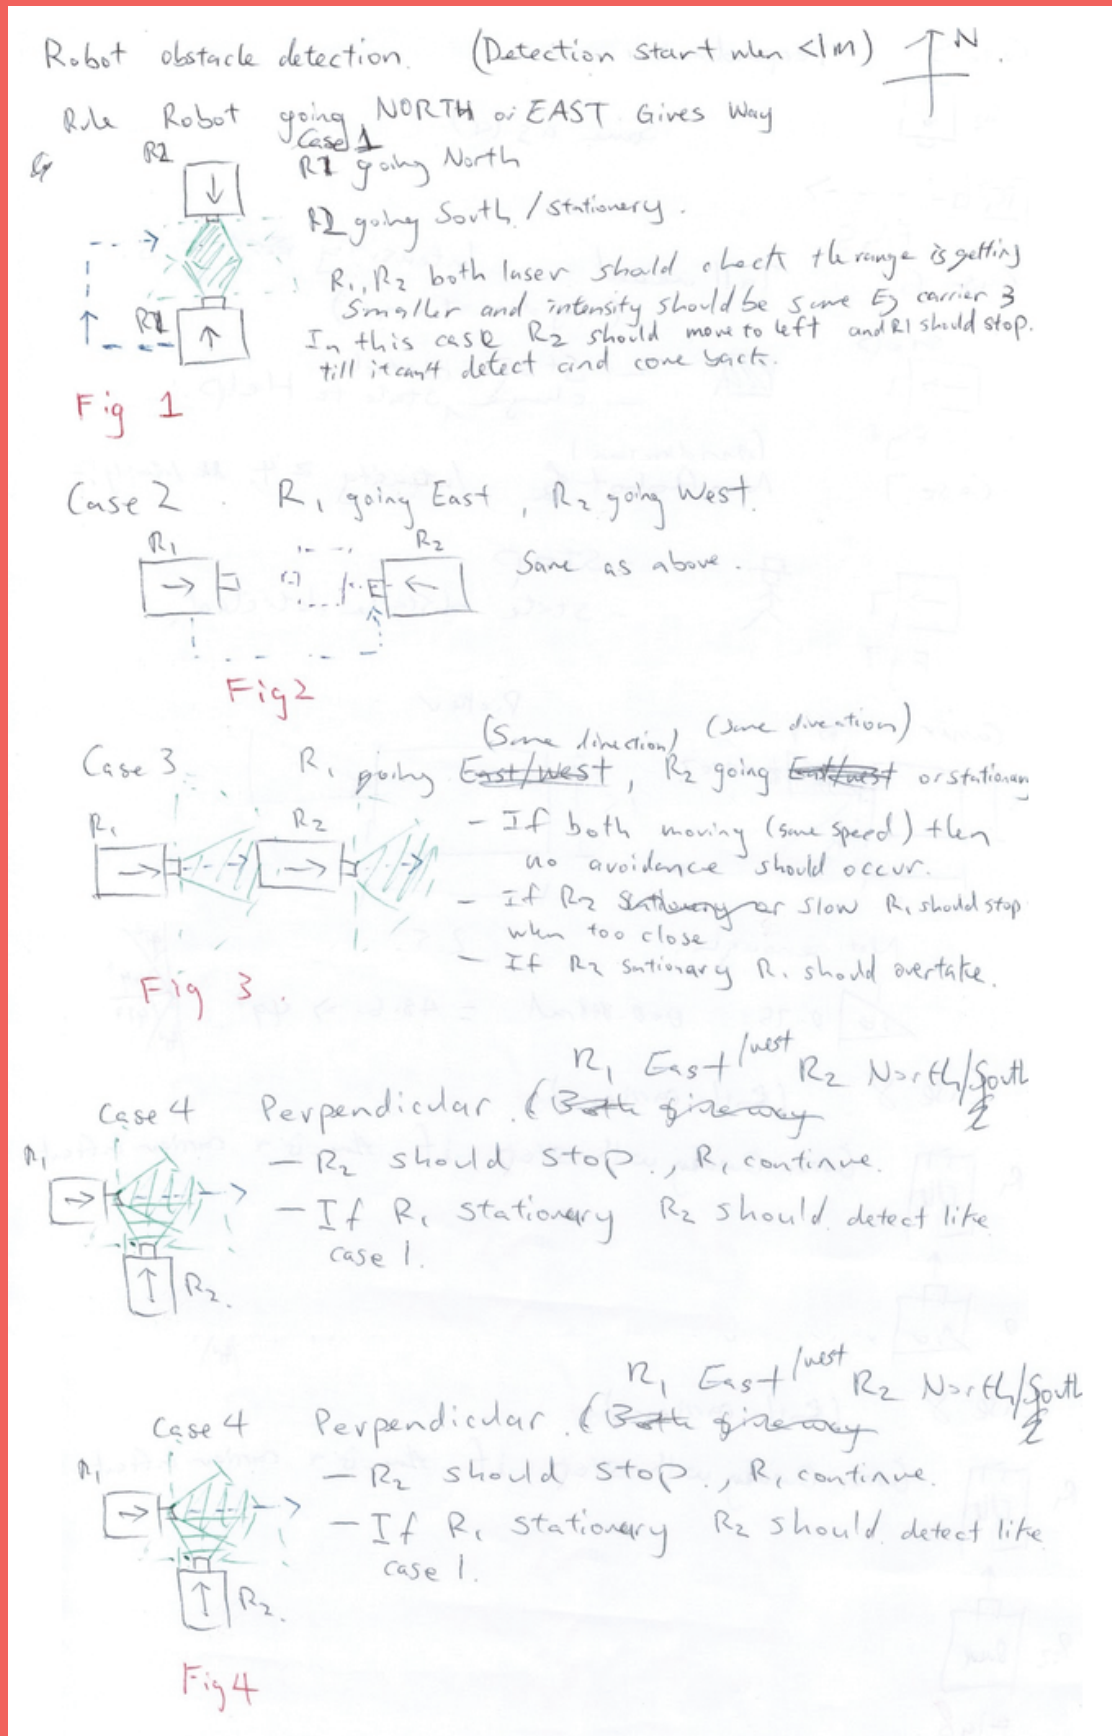 Robot obstacle detection. (Detection start when <1m) N
Rule Robot going NORTH or EAST Gives Way
Case 1
R2
R1 going North
R2 going South / stationery.
R1, R2 both laser should check the range is getting
smaller and intensity should be same Eg carrier 3
R1
In this case R2 should move to left and R1 should stop.
till it can't detect and come back.
Fig 1
Case 2 R1 going East, R2 going West.
R1 R2
Same as above.
Fig 2
(Same direction) (same direction)
Case 3 R1 going East/West, R2 going East/west or stationary
R1 R2
- If both moving (same speed) then
no avoidance should occur.
- If R2 or slow R1 should stop
when too close
- If R2 sutionary R1 should overtake.
Fig 3.
R1 East /west R2 North/South
Case 4 Perpendicular. (Both giveaway
R1
- R2 should stop., R1 continue.
- If R1 stationary R2 should detect like
case 1.
R2.
R1 East /west R2 North/South
Case 4 Perpendicular. (Both giveaway
R1
- R2 should stop., R1 continue.
- If R1 stationary R2 should detect like
case 1.
R2.
Fig 4